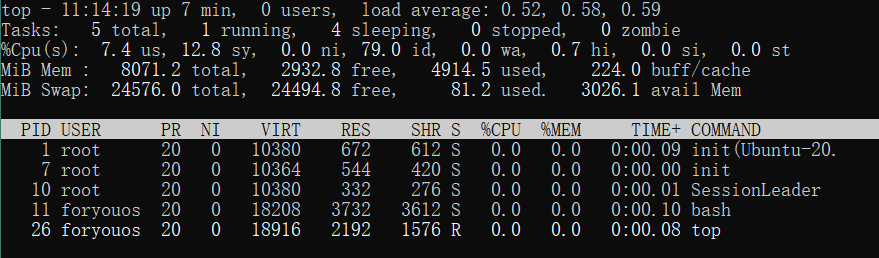 top - 11:14:19 up 7 min,  0 users,  load average: 0.52, 0.58, 0.59
Tasks:   5 total,   1 running,   4 sleeping,   0 stopped,   0 zombie
%Cpu(s):  7.4 us, 12.8 sy,  0.0 ni, 79.0 id,  0.0 wa,  0.7 hi,  0.0 si,  0.0 st
MiB Mem :   8071.2 total,   2932.8 free,   4914.5 used,    224.0 buff/cache
MiB Swap:  24576.0 total,  24494.8 free,     81.2 used.   3026.1 avail Mem
  PID USER      PR  NI    VIRT    RES    SHR S  %CPU  %MEM     TIME+ COMMAND
    1 root      20   0   10380    672    612 S   0.0   0.0   0:00.09 init(Ubuntu-20.
    7 root      20   0   10364    544    420 S   0.0   0.0   0:00.00 init
   10 root      20   0   10380    332    276 S   0.0   0.0   0:00.01 SessionLeader
   11 foryouos  20   0   18208   3732   3612 S   0.0   0.0   0:00.10 bash
   26 foryouos  20   0   18916   2192   1576 R   0.0   0.0   0:00.08 top